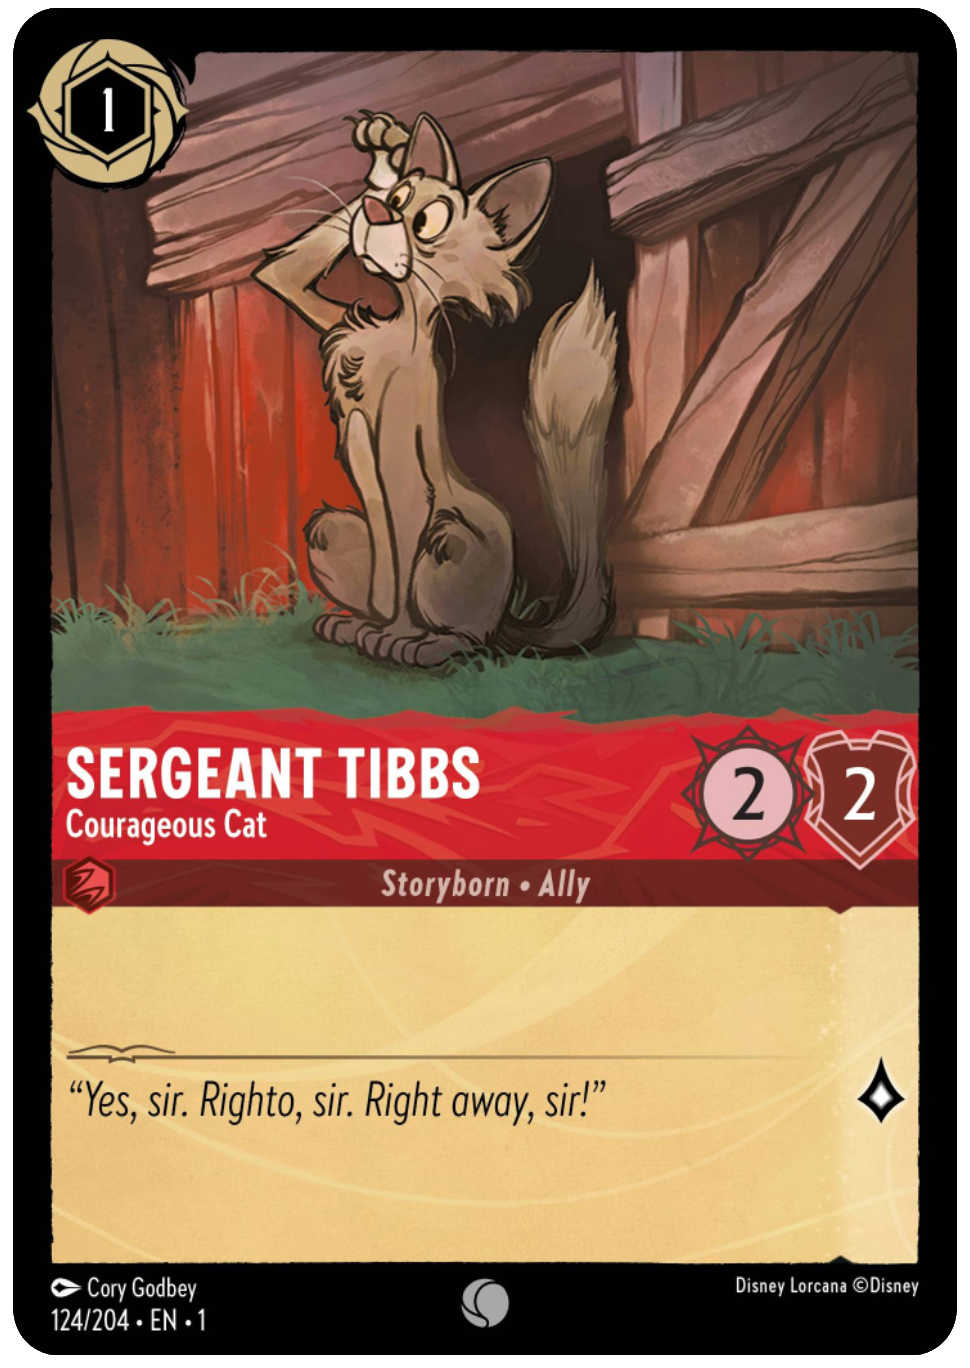 1
SERGEANT TIBBS
Courageous Cat
2
2
Storyborn • Ally
“Yes, sir. Righto, sir. Right away, sir!”
Cory Godbey
Disney Lorcana ©Disney
124/204 • EN • 1